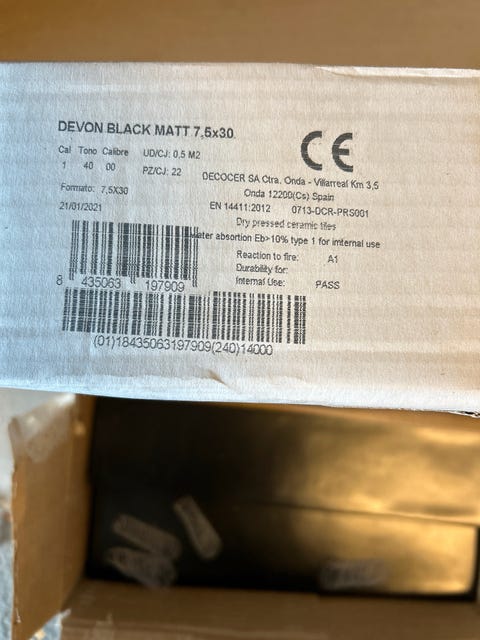 DEVON BLACK MATT 7,5x30
Cal Tono Calibre UD/CJ: 0,5 M2
1 40 00 PZ/CJ: 22
Formato: 7,5X30
21/01/2021
CE
DECOCER SA Ctra. Onda - Villarreal Km 3,5
Onda 12200(Cs) Spain
EN 14411:2012 0713-DCR-PRS001
Dry pressed ceramic tiles
Water absortion Eb>10% type 1 for imternal use
Reaction to fire: A1
Durability for:
Internal Use: PASS
8 435063 197909
(01)18435063197909(240)14000